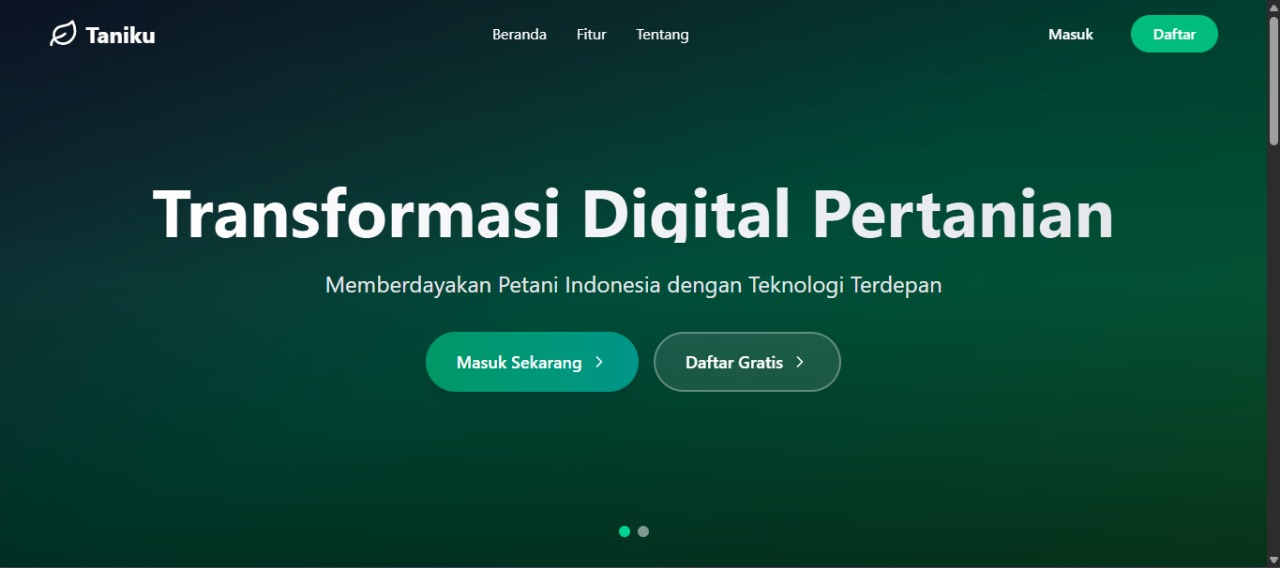 Taniku
Beranda Fitur Tentang
Masuk
Daftar
Transformasi Digital Pertanian
Memberdayakan Petani Indonesia dengan Teknologi Terdepan
Masuk Sekarang
Daftar Gratis